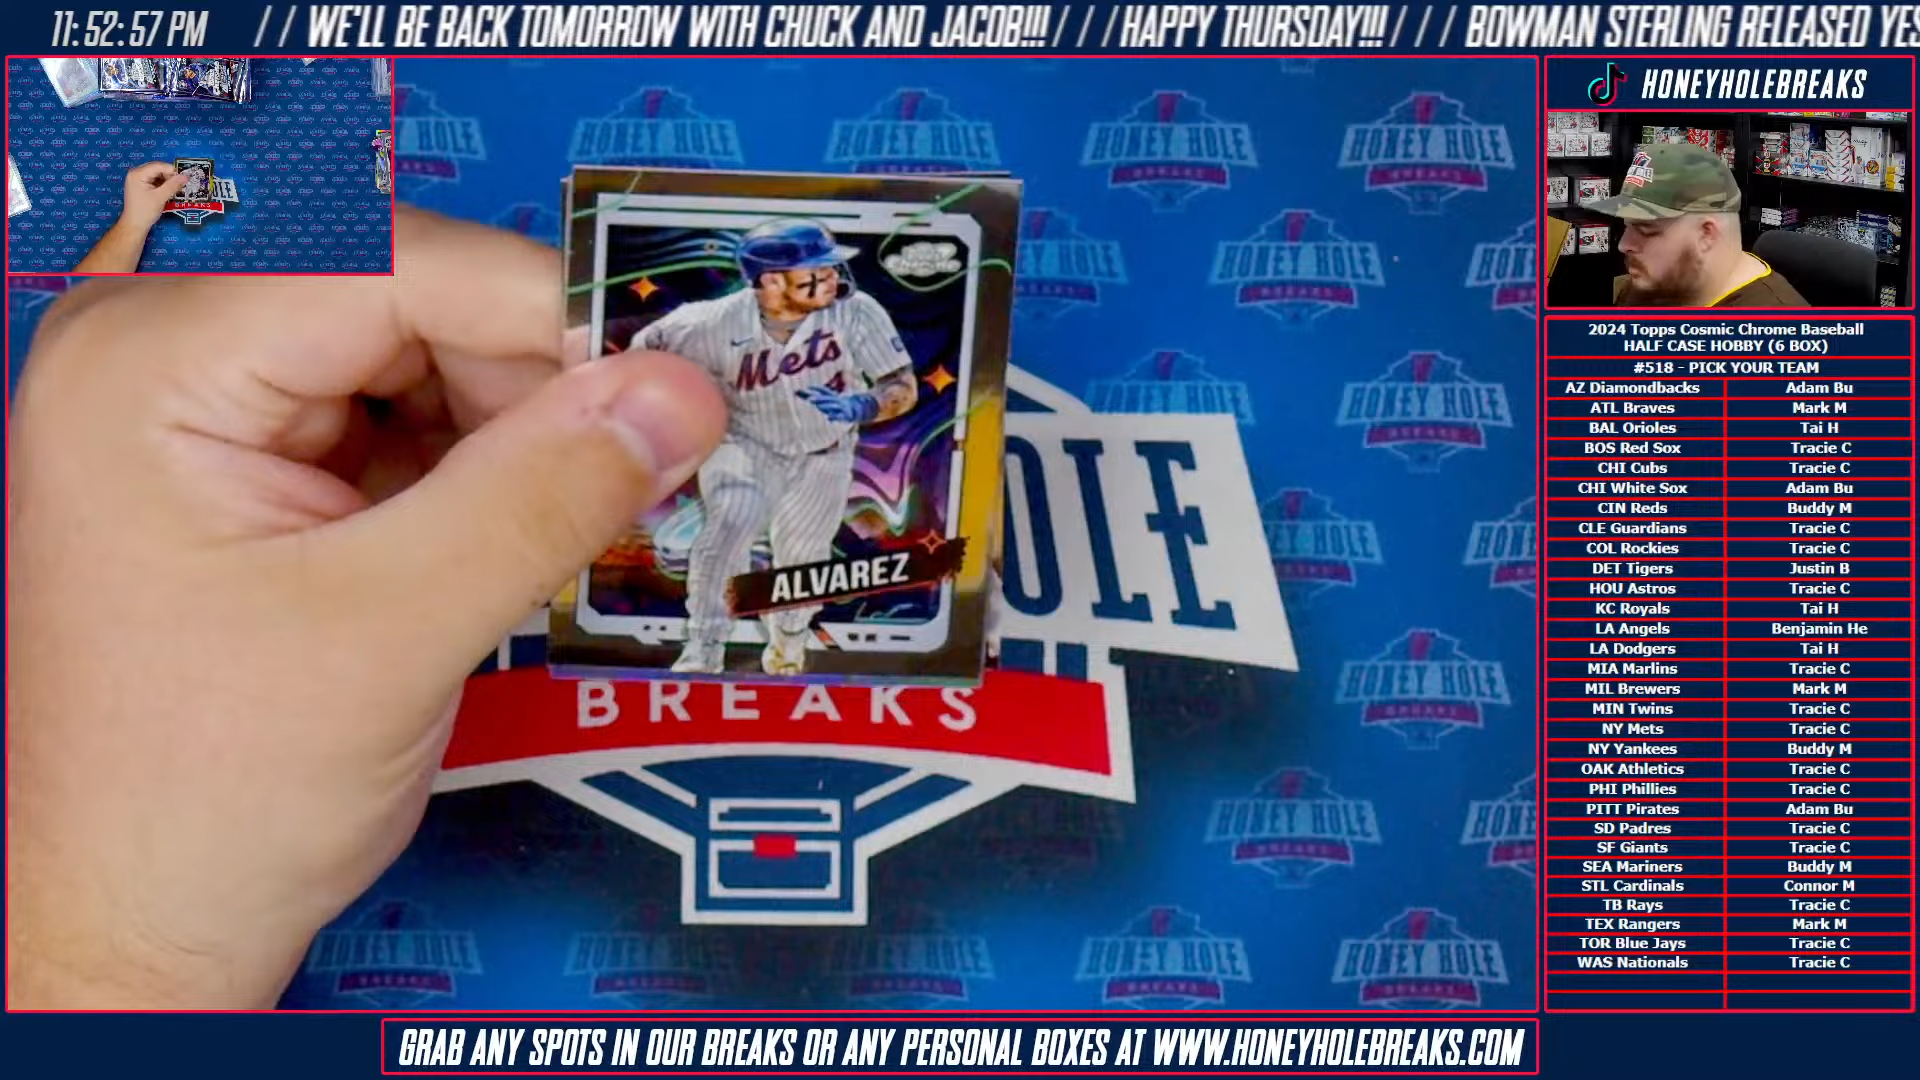 11:52:57 PM
// WE'LL BE BACK TOMORROW WITH CHUCK AND JACOB!!! / / / HAPPY THURSDAY!!! / / / BOWMAN STERLING RELEASED YES
HONEYHOLEBREAKS
2024 Topps Cosmic Chrome Baseball
HALF CASE HOBBY (6 BOX)
#518 - PICK YOUR TEAM
AZ Diamondbacks Adam Bu
ATL Braves Mark M
BAL Orioles Tai H
BOS Red Sox Tracie C
CHI Cubs Tracie C
CHI White Sox Adam Bu
CIN Reds Buddy M
CLE Guardians Tracie C
COL Rockies Tracie C
DET Tigers Justin B
HOU Astros Tracie C
KC Royals Tai H
LA Angels Benjamin He
LA Dodgers Tai H
MIA Marlins Tracie C
MIL Brewers Mark M
MIN Twins Tracie C
NY Mets Tracie C
NY Yankees Buddy M
OAK Athletics Tracie C
PHI Phillies Tracie C
PITT Pirates Adam Bu
SD Padres Tracie C
SF Giants Tracie C
SEA Mariners Buddy M
STL Cardinals Connor M
TB Rays Tracie C
TEX Rangers Mark M
TOR Blue Jays Tracie C
WAS Nationals Tracie C
Mets
4
ALVAREZ
OLE
BREAKS
HONEY HOLE
BREAKS
GRAB ANY SPOTS IN OUR BREAKS OR ANY PERSONAL BOXES AT WWW.HONEYHOLEBREAKS.COM